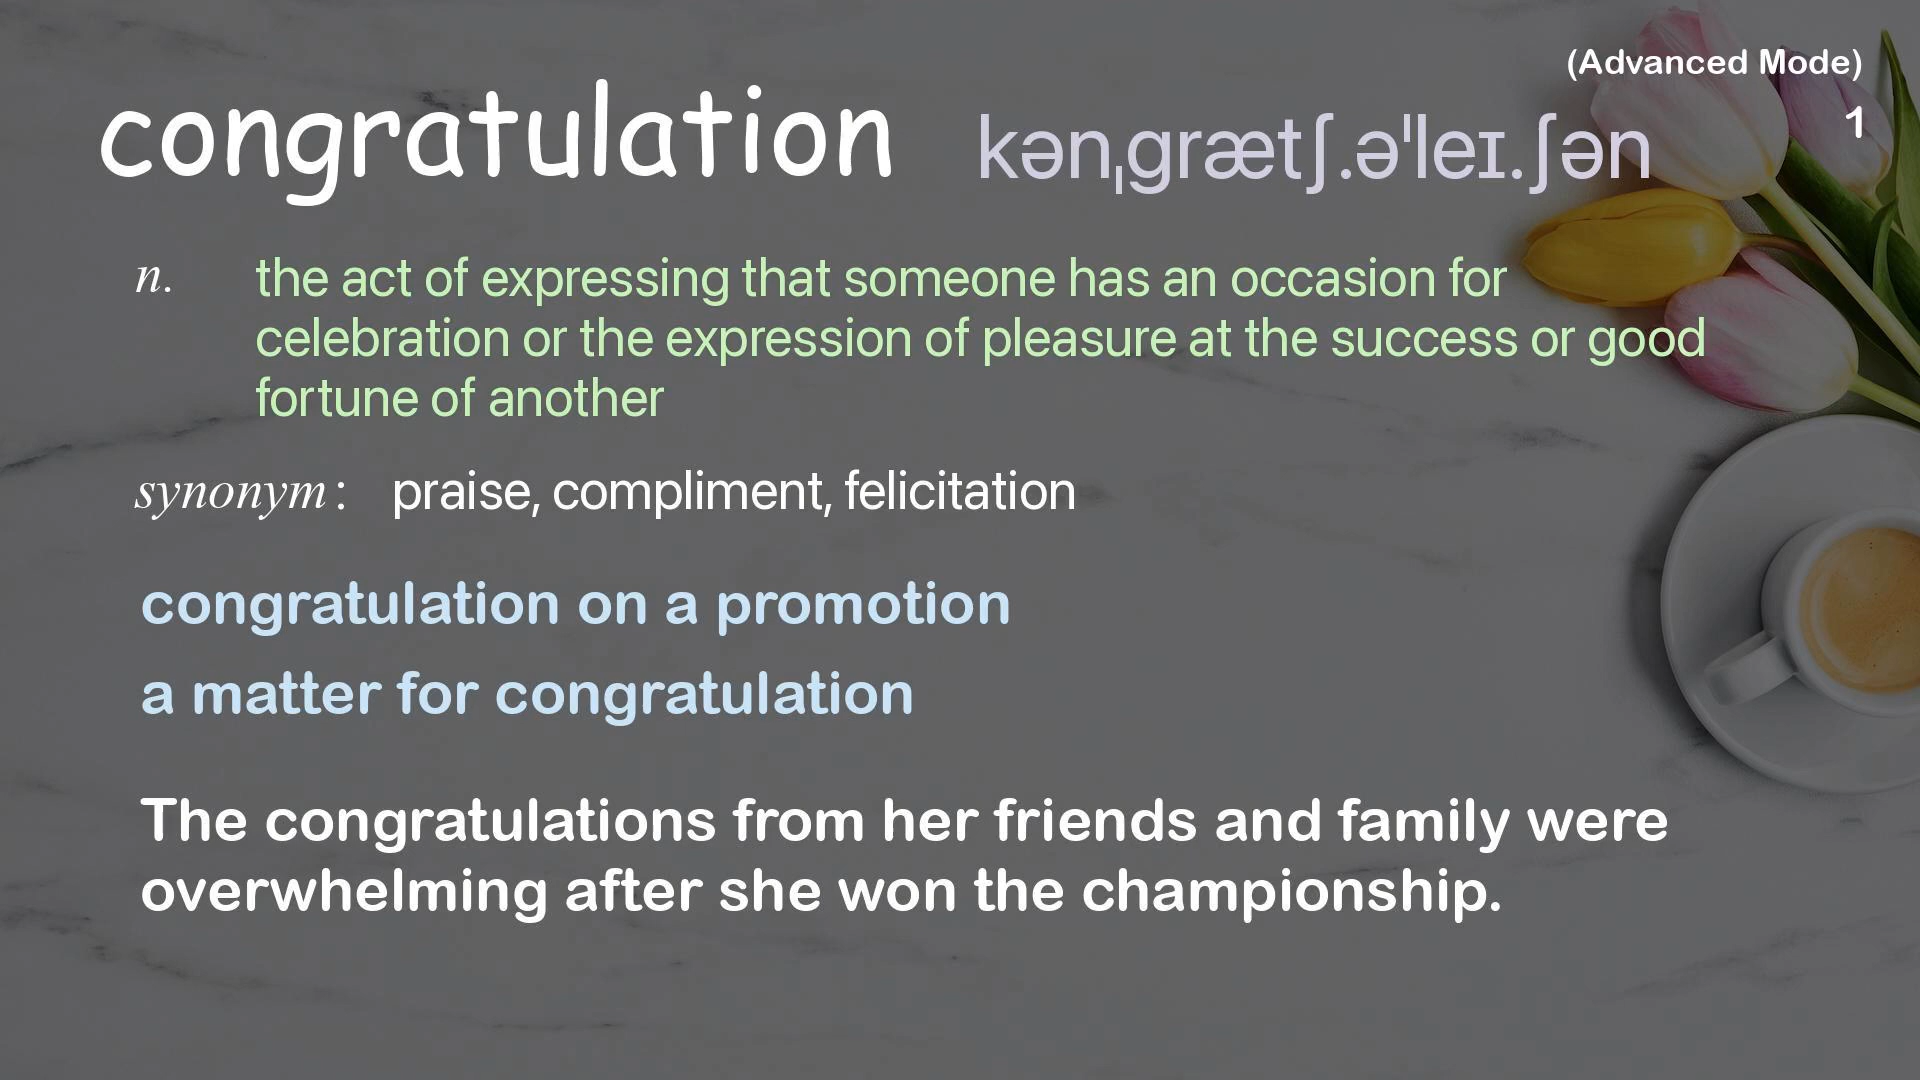 (Advanced Mode)
congratulation kənˌɡrætʃ.əˈleɪ.ʃən
1
n. the act of expressing that someone has an occasion for
celebration or the expression of pleasure at the success or good
fortune of another
synonym: praise, compliment, felicitation
congratulation on a promotion
a matter for congratulation
The congratulations from her friends and family were
overwhelming after she won the championship.